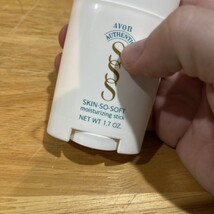 avon
AUTHENTIC
SSS
SKIN·SO·SOFT
moisturizing stick
NET WT 1.7 OZ.